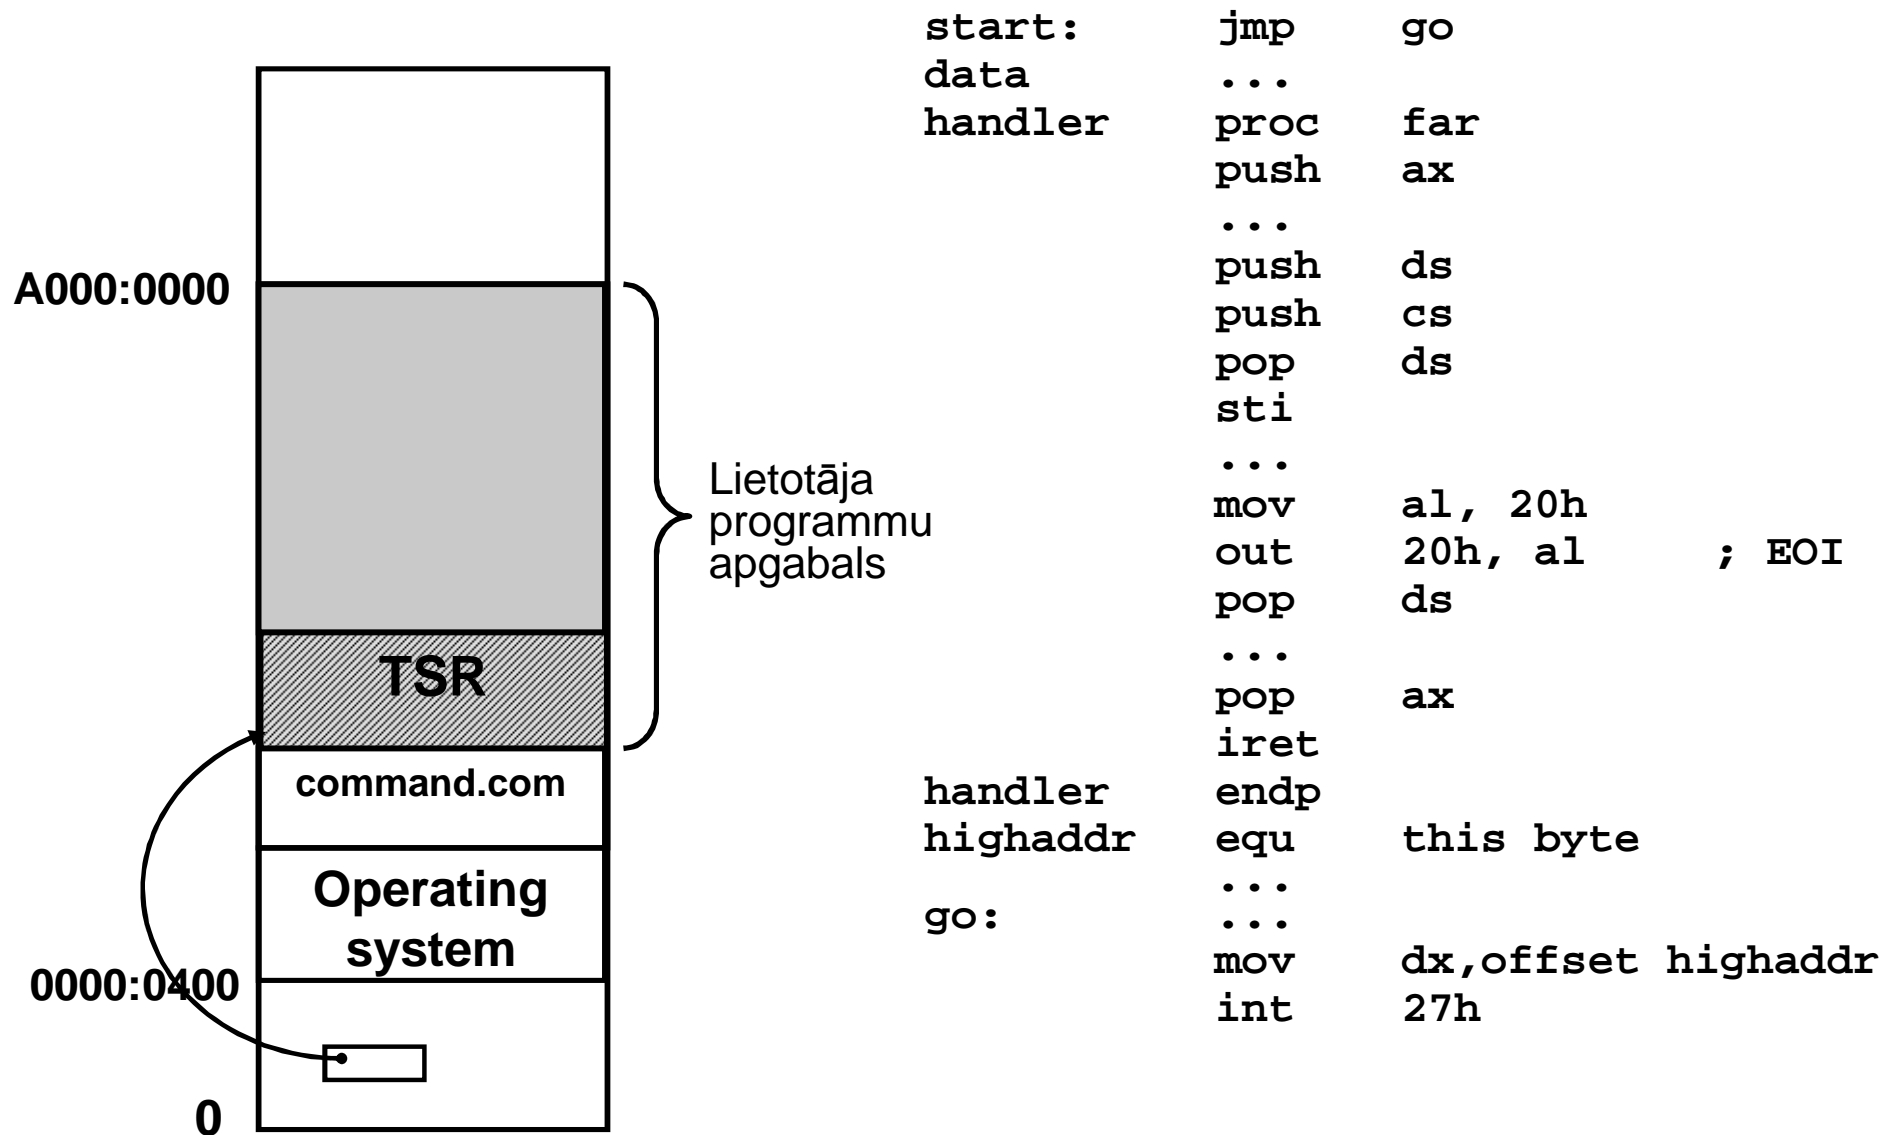 A000:0000
TSR
command.com
Operating
system
0000:0400
0
Lietotāja
programmu
apgabals
start: jmp go
data ...
handler proc far
push ax
...
push ds
push cs
pop ds
sti
...
mov al, 20h
out 20h, al ; EOI
pop ds
...
pop ax
iret
handler endp
highaddr equ this byte
...
go: ...
mov dx,offset highaddr
int 27h